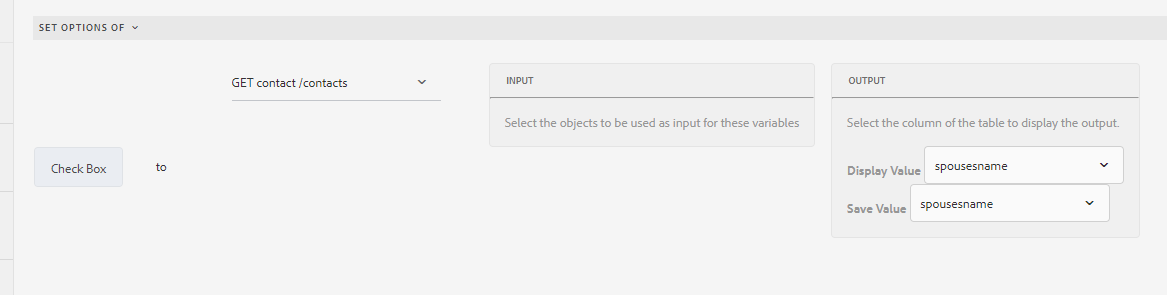 SET OPTIONS OF
GET contact /contacts
INPUT
OUTPUT
Select the objects to be used as input for these variables
Select the column of the table to display the output.
Check Box
to
Display Value
spousesname
Save Value
spousesname